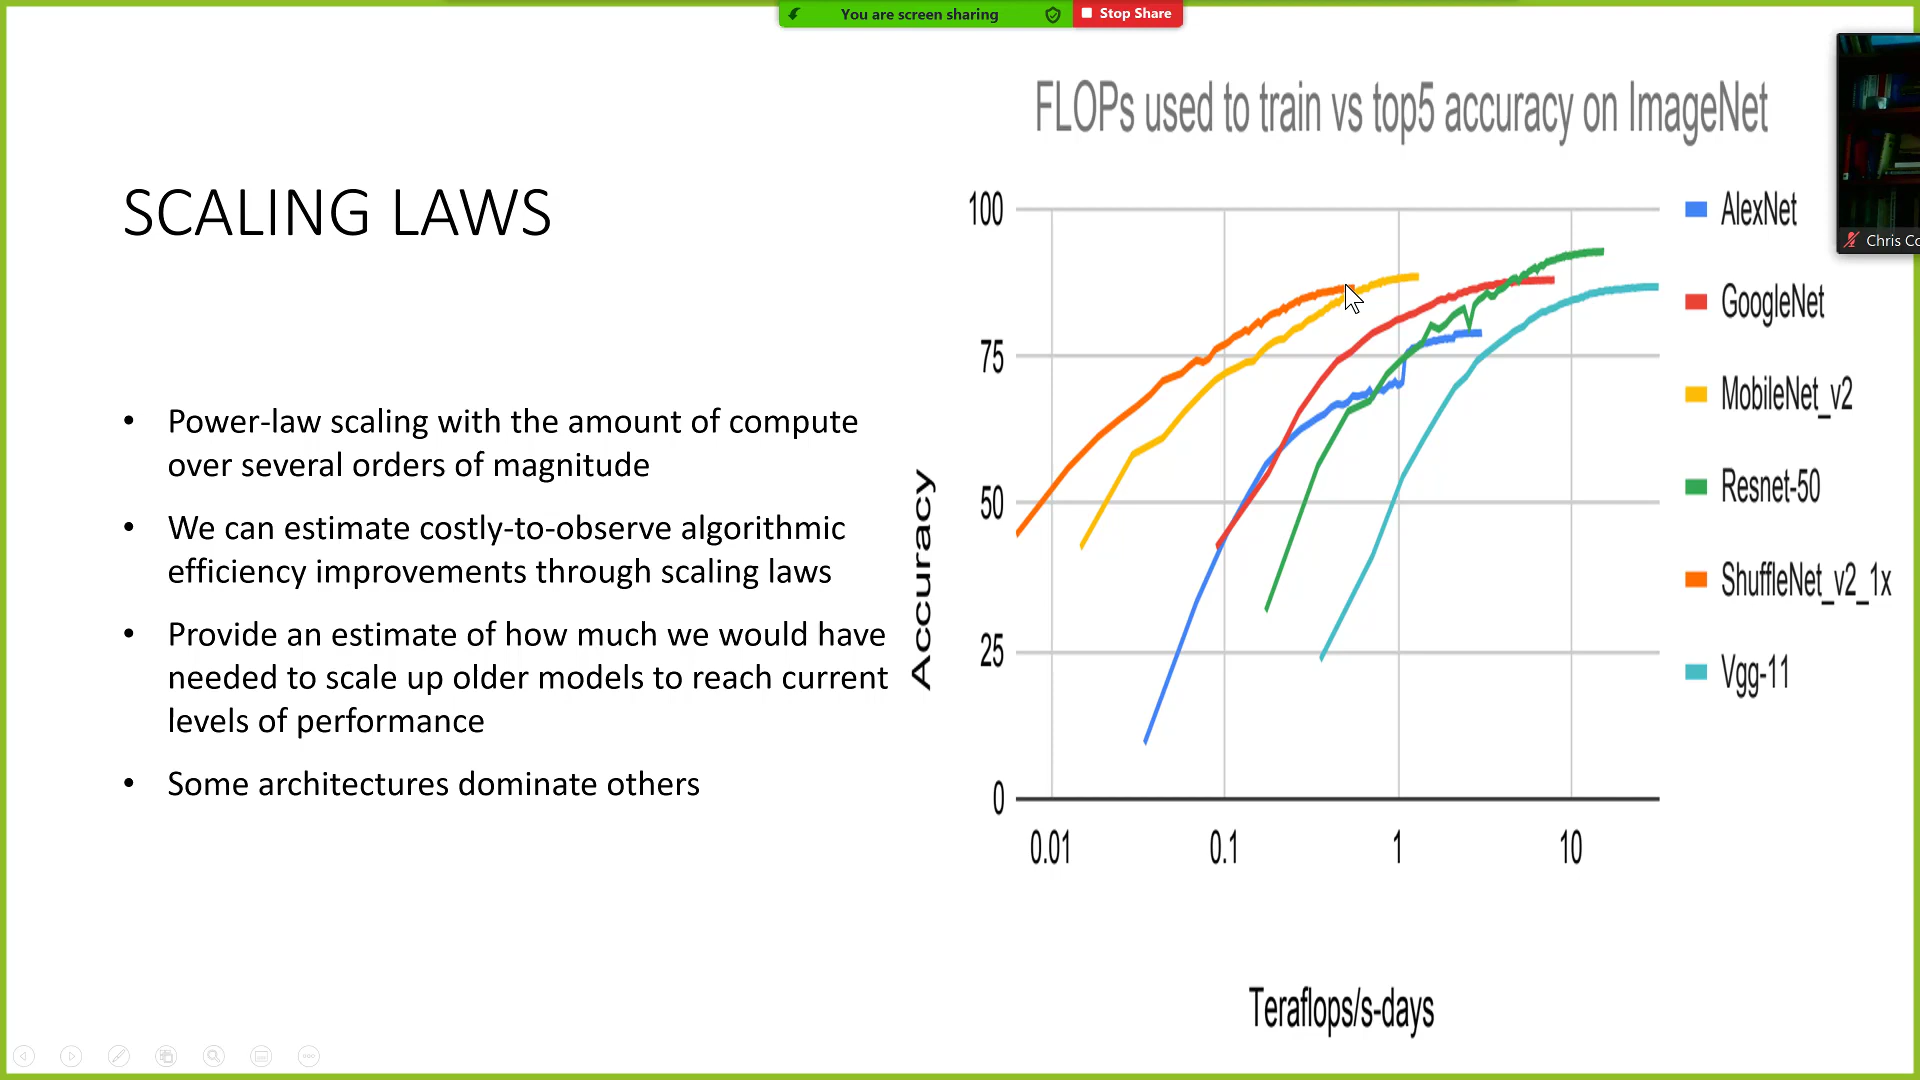 You are screen sharing
Stop Share
FLOPs used to train vs top5 accuracy on ImageNet
SCALING LAWS
• Power-law scaling with the amount of compute
over several orders of magnitude
• We can estimate costly-to-observe algorithmic
efficiency improvements through scaling laws
• Provide an estimate of how much we would have
needed to scale up older models to reach current
levels of performance
• Some architectures dominate others
Accuracy
100
75
50
25
0
0.01
0.1
1
10
Teraflops/s-days
AlexNet
GoogleNet
MobileNet_v2
Resnet-50
ShuffleNet_v2_1x
Vgg-11
Chris